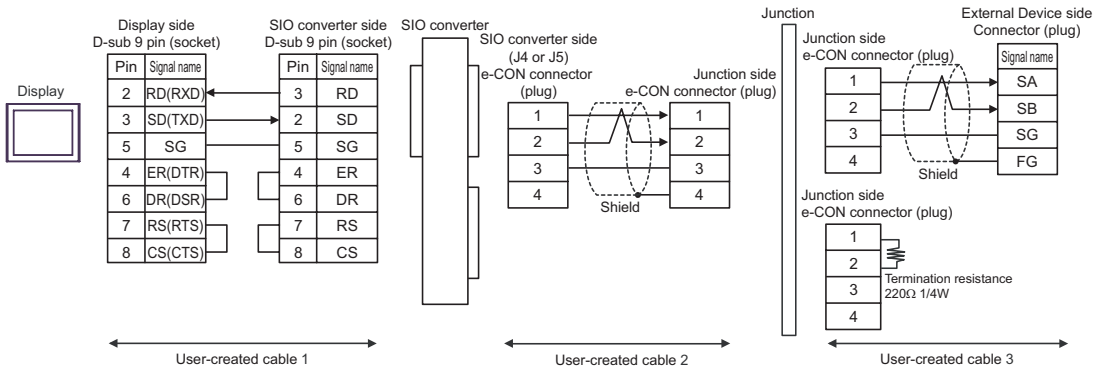 Display
Display side
D-sub 9 pin (socket)
Pin Signal name
2 RD(RXD)
3 SD(TXD)
5 SG
4 ER(DTR)
6 DR(DSR)
7 RS(RTS)
8 CS(CTS)
SIO converter side
D-sub 9 pin (socket)
Pin Signal name
3 RD
2 SD
5 SG
4 ER
6 DR
7 RS
8 CS
User-created cable 1
SIO converter
SIO converter side
(J4 or J5)
e-CON connector
(plug)
1
2
3
4
Shield
Junction side
e-CON connector (plug)
1
2
3
4
User-created cable 2
Junction
Junction side
e-CON connector (plug)
1
2
3
4
Shield
External Device side
Connector (plug)
Signal name
SA
SB
SG
FG
Junction side
e-CON connector (plug)
1
2
3
4
Termination resistance
220Ω 1/4W
User-created cable 3